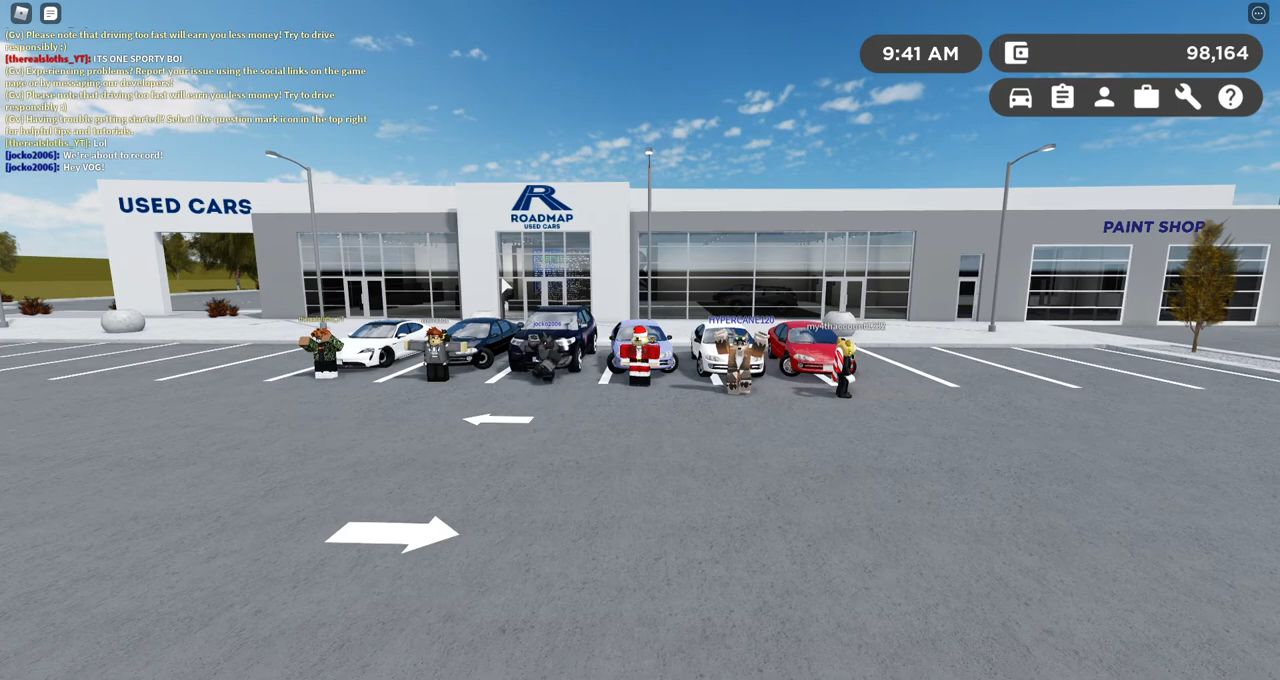 (Gv) Please note that driving too fast will earn you less money! Try to drive
responsibly :)
[therealsloths_YT]: ITS ONE SPORTY BOI
(Gv) Experiencing problems? Report your issue using the social links on the game
page or by messaging our developers!
(Gv) Please note that driving too fast will earn you less money! Try to drive
responsibly :)
(Gv) Having trouble getting started? Select the question mark icon in the top right
for helpful tips and tutorials.
[therealsloths_YT]: Lol
[jocko2006]: We're about to record!
[jocko2006]: Hey VOG!
9:41 AM
98,164
USED CARS
R
ROADMAP
USED CARS
PAINT SHOP
jocko2006
HYPERCANE120